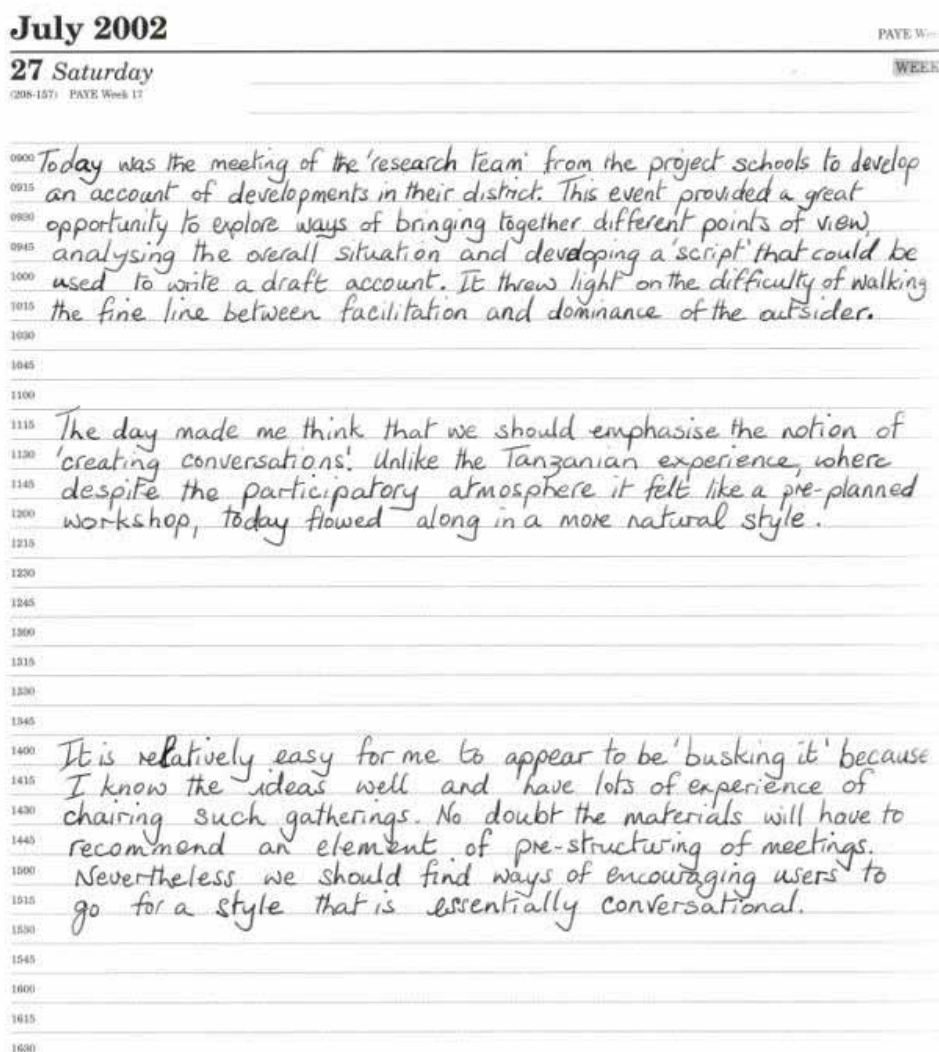 July 2002
PAYE We
27 Saturday
WEEK
(208-157) PAYE Week 17
0900 Today was the meeting of the 'research team' from the project schools to develop
0915 an account of developments in their district. This event provided a great
0930 opportunity to explore ways of bringing together different points of view,
0945 analysing the overall situation and developing a 'script' that could be
1000 used to write a draft account. It threw light on the difficulty of walking
1015 the fine line between facilitation and dominance of the outsider.
1030
1045
1100
1115 The day made me think that we should emphasise the notion of
1130 'creating conversations'. Unlike the Tanzanian experience, where
1145 despite the participatory atmosphere it felt like a pre-planned
1200 workshop, today flowed along in a more natural style.
1215
1230
1245
1300
1315
1330
1345
1400 It is relatively easy for me to appear to be 'busking it' because
1415 I know the ideas well and have lots of experience of
1430 chairing such gatherings. No doubt the materials will have to
1445 recommend an element of pre-structuring of meetings.
1500 Nevertheless we should find ways of encouraging users to
1515 go for a style that is essentially conversational.
1530
1545
1600
1615
1630